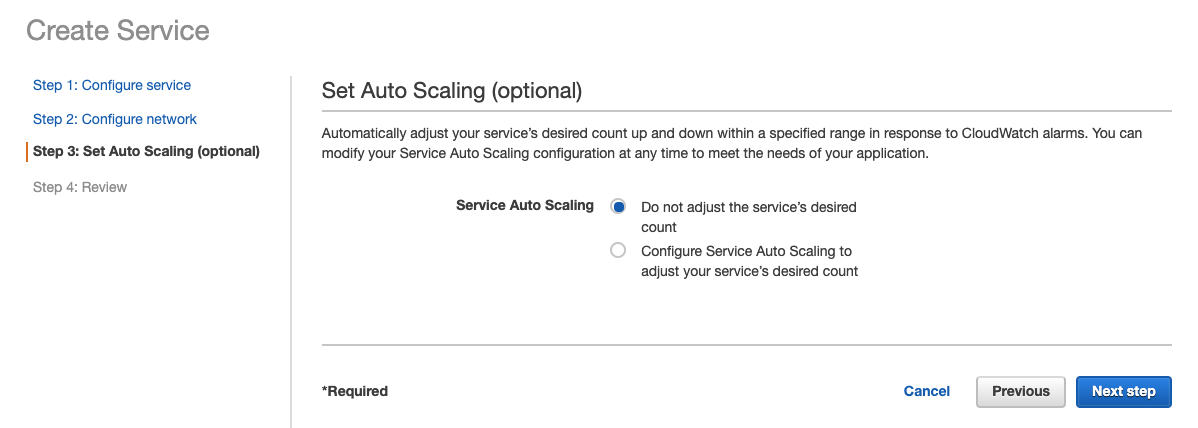 Create Service
Step 1: Configure service
Step 2: Configure network
Step 3: Set Auto Scaling (optional)
Step 4: Review
Set Auto Scaling (optional)
Automatically adjust your service’s desired count up and down within a specified range in response to CloudWatch alarms. You can
modify your Service Auto Scaling configuration at any time to meet the needs of your application.
Service Auto Scaling
Do not adjust the service’s desired
count
Configure Service Auto Scaling to
adjust your service’s desired count
*Required
Cancel
Previous
Next step